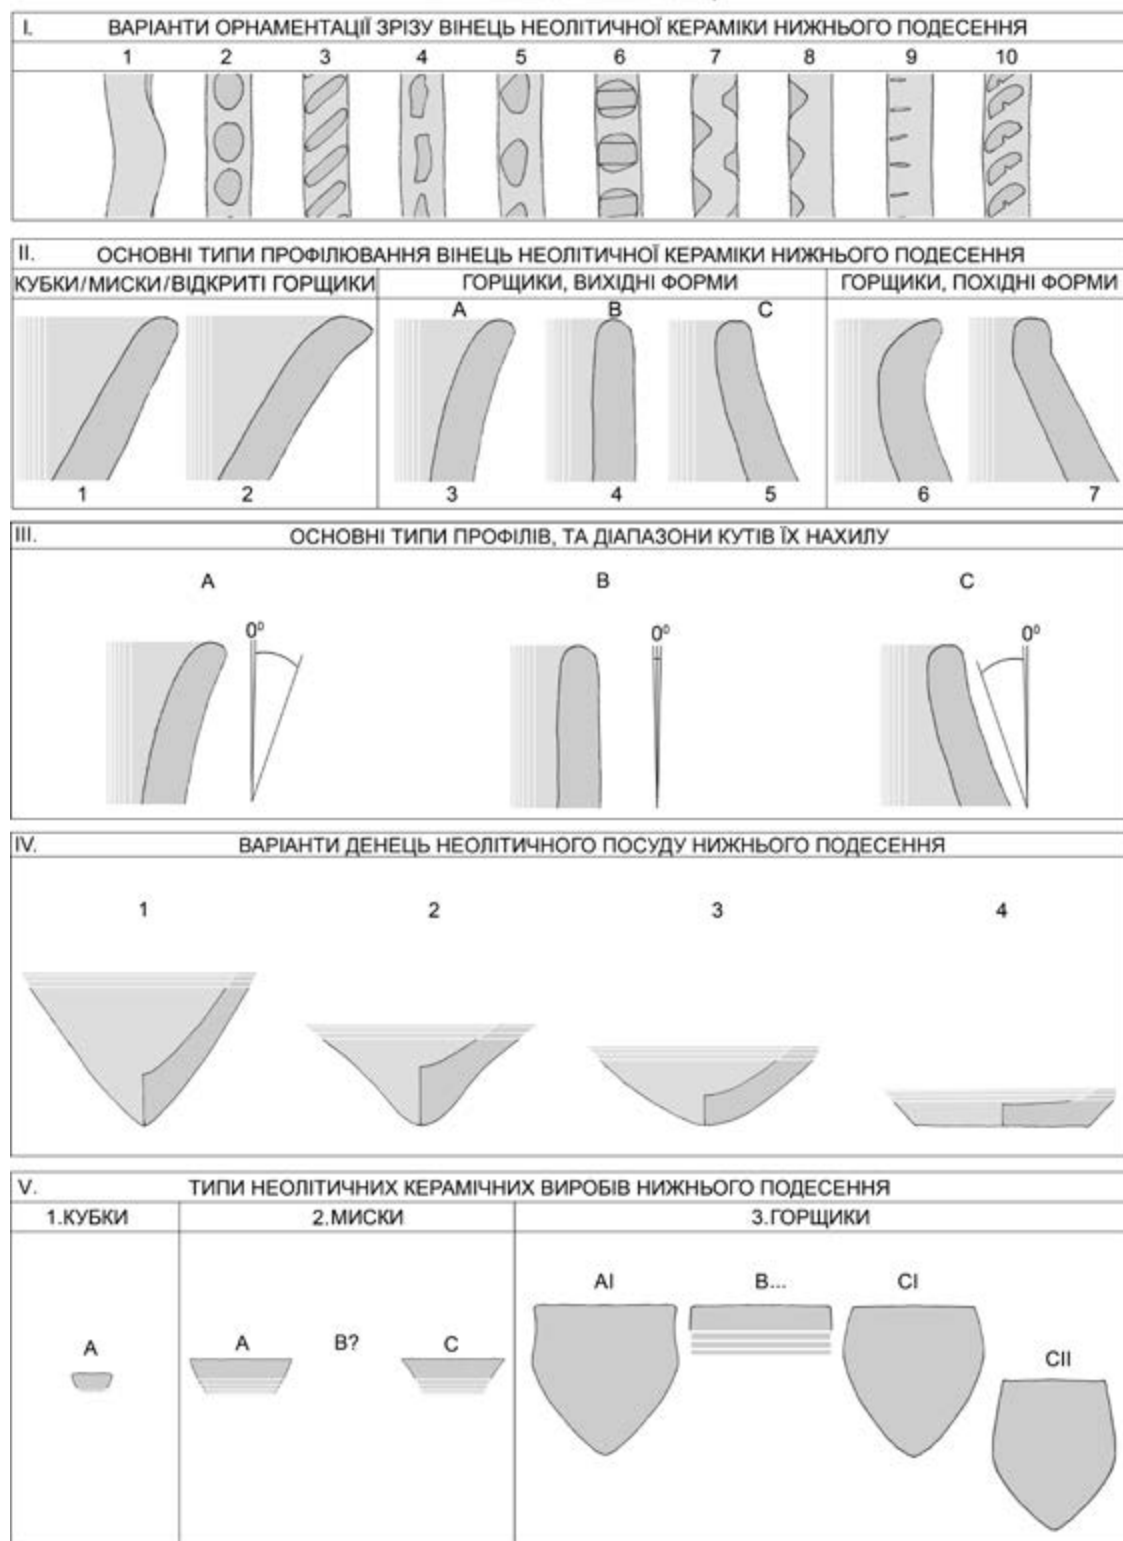 I. ВАРІАНТИ ОРНАМЕНТАЦІЇ ЗРІЗУ ВІНЕЦЬ НЕОЛІТИЧНОЇ КЕРАМІКИ НИЖНЬОГО ПОДЕСЕННЯ
1 2 3 4 5 6 7 8 9 10
II. ОСНОВНІ ТИПИ ПРОФІЛЮВАННЯ ВІНЕЦЬ НЕОЛІТИЧНОЇ КЕРАМІКИ НИЖНЬОГО ПОДЕСЕННЯ
КУБКИ/МИСКИ/ВІДКРИТІ ГОРЩИКИ ГОРЩИКИ, ВИХІДНІ ФОРМИ ГОРЩИКИ, ПОХІДНІ ФОРМИ
A B C
1 2 3 4 5 6 7
III. ОСНОВНІ ТИПИ ПРОФІЛІВ, ТА ДІАПАЗОНИ КУТІВ ЇХ НАХИЛУ
A B C
0⁰ 0⁰ 0⁰
IV. ВАРІАНТИ ДЕНЕЦЬ НЕОЛІТИЧНОГО ПОСУДУ НИЖНЬОГО ПОДЕСЕННЯ
1 2 3 4
V. ТИПИ НЕОЛІТИЧНИХ КЕРАМІЧНИХ ВИРОБІВ НИЖНЬОГО ПОДЕСЕННЯ
1.КУБКИ 2.МИСКИ 3.ГОРЩИКИ
AI B... CI
A A B? C CII